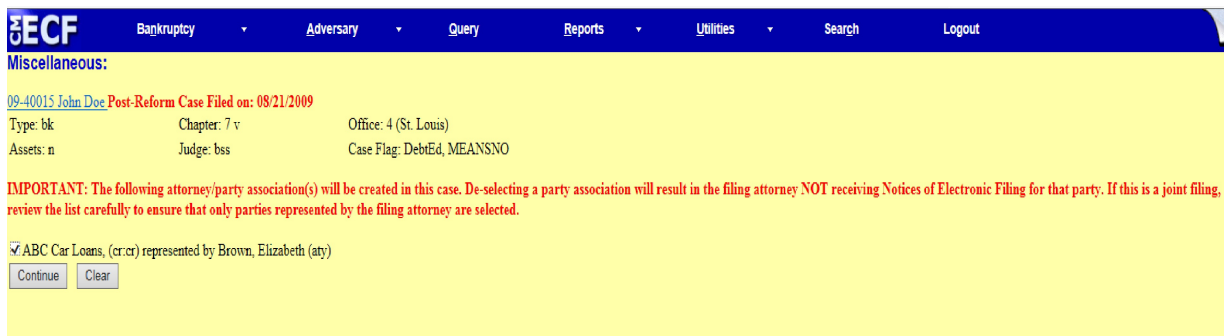 CM ECF Bankruptcy Adversary Query Reports Utilities Search Logout
Miscellaneous:
09-40015 John Doe Post-Reform Case Filed on: 08/21/2009
Type: bk Chapter: 7 v Office: 4 (St. Louis)
Assets: n Judge: bss Case Flag: DebtEd, MEANSNO
IMPORTANT: The following attorney/party association(s) will be created in this case. De-selecting a party association will result in the filing attorney NOT receiving Notices of Electronic Filing for that party. If this is a joint filing,
review the list carefully to ensure that only parties represented by the filing attorney are selected.
ABC Car Loans, (cr:cr) represented by Brown, Elizabeth (aty)
Continue Clear